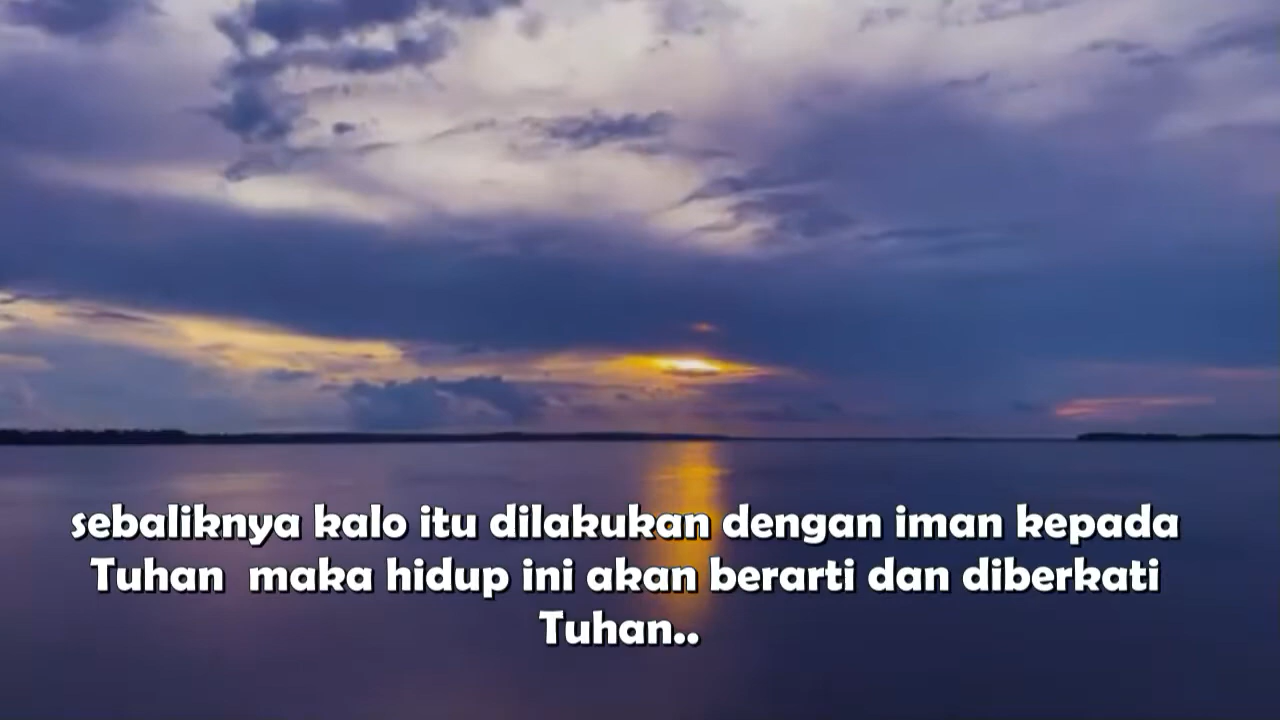 sebaliknya kalo itu dilakukan dengan iman kepada
Tuhan maka hidup ini akan berarti dan diberkati
Tuhan..